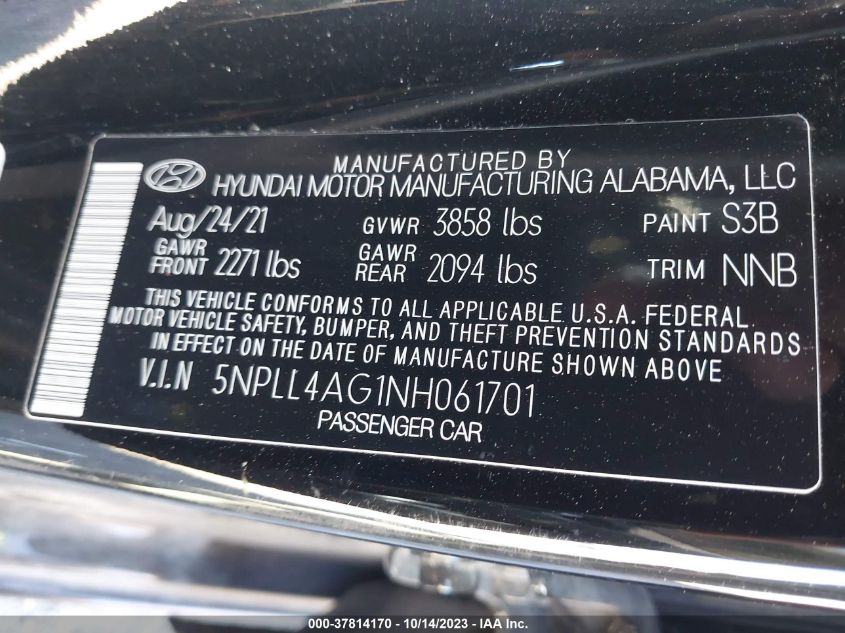 MANUFACTURED BY
HYUNDAI MOTOR MANUFACTURING ALABAMA, LLC
Aug/24/21 GVWR 3858 lbs PAINT S3B
GAWR FRONT 2271 lbs GAWR REAR 2094 lbs TRIM NNB
THIS VEHICLE CONFORMS TO ALL APPLICABLE U.S.A. FEDERAL
MOTOR VEHICLE SAFETY, BUMPER, AND THEFT PREVENTION STANDARDS
IN EFFECT ON THE DATE OF MANUFACTURE SHOWN ABOVE
V.I.N 5NPLL4AG1NH061701
PASSENGER CAR
000-37814170 - 10/14/2023 - IAA Inc.